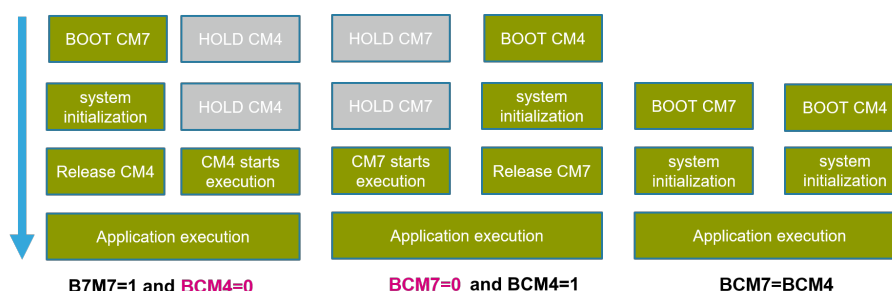 BOOT CM7
HOLD CM4
HOLD CM7
BOOT CM4
system
initialization
HOLD CM4
HOLD CM7
system
initialization
BOOT CM7
BOOT CM4
Release CM4
CM4 starts
execution
CM7 starts
execution
Release CM7
system
initialization
system
initialization
Application execution
Application execution
Application execution
B7M7=1 and BCM4=0
BCM7=0 and BCM4=1
BCM7=BCM4